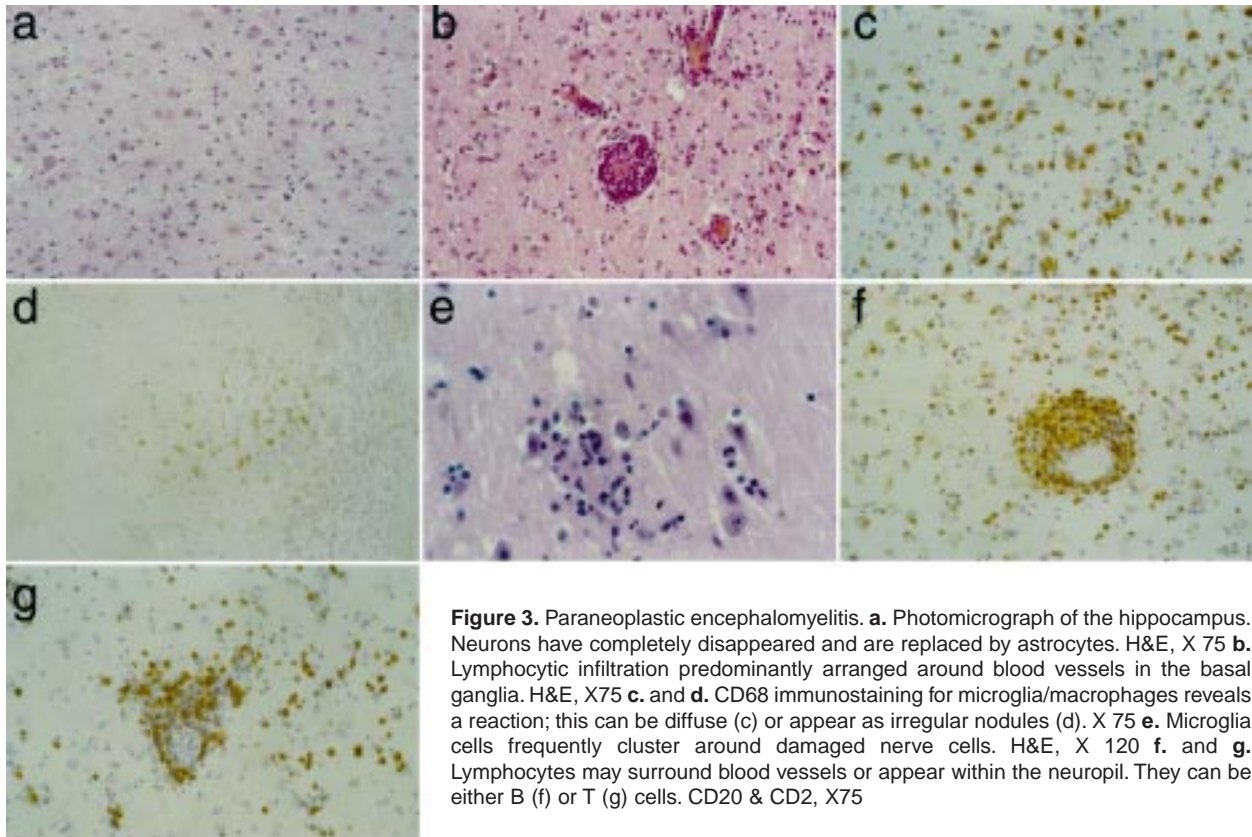 a
b
c
d
e
f
g
Figure 3. Paraneoplastic encephalomyelitis. a. Photomicrograph of the hippocampus.
Neurons have completely disappeared and are replaced by astrocytes. H&E, X 75 b.
Lymphocytic infiltration predominantly arranged around blood vessels in the basal
ganglia. H&E, X75 c. and d. CD68 immunostaining for microglia/macrophages reveals
a reaction; this can be diffuse (c) or appear as irregular nodules (d). X 75 e. Microglia
cells frequently cluster around damaged nerve cells. H&E, X 120 f. and g.
Lymphocytes may surround blood vessels or appear within the neuropil. They can be
either B (f) or T (g) cells. CD20 & CD2, X75